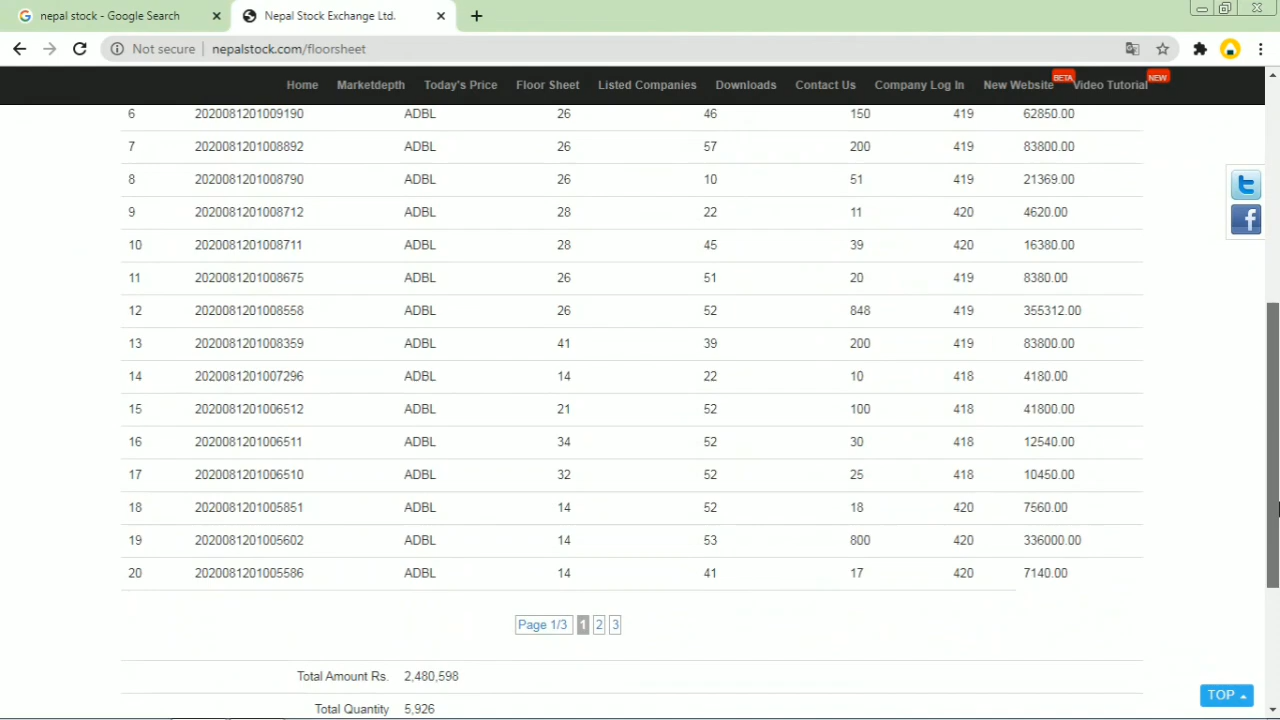 nepal stock - Google Search
Nepal Stock Exchange Ltd.
Not secure nepalstock.com/floorsheet
Home Marketdepth Today's Price Floor Sheet Listed Companies Downloads Contact Us Company Log In New Website BETA Video Tutorial NEW
6 2020081201009190 ADBL 26 46 150 419 62850.00
7 2020081201008892 ADBL 26 57 200 419 83800.00
8 2020081201008790 ADBL 26 10 51 419 21369.00
9 2020081201008712 ADBL 28 22 11 420 4620.00
10 2020081201008711 ADBL 28 45 39 420 16380.00
11 2020081201008675 ADBL 26 51 20 419 8380.00
12 2020081201008558 ADBL 26 52 848 419 355312.00
13 2020081201008359 ADBL 41 39 200 419 83800.00
14 2020081201007296 ADBL 14 22 10 418 4180.00
15 2020081201006512 ADBL 21 52 100 418 41800.00
16 2020081201006511 ADBL 34 52 30 418 12540.00
17 2020081201006510 ADBL 32 52 25 418 10450.00
18 2020081201005851 ADBL 14 52 18 420 7560.00
19 2020081201005602 ADBL 14 53 800 420 336000.00
20 2020081201005586 ADBL 14 41 17 420 7140.00
Page 1/3 1 2 3
Total Amount Rs. 2,480,598
TOP
Total Quantity 5,926